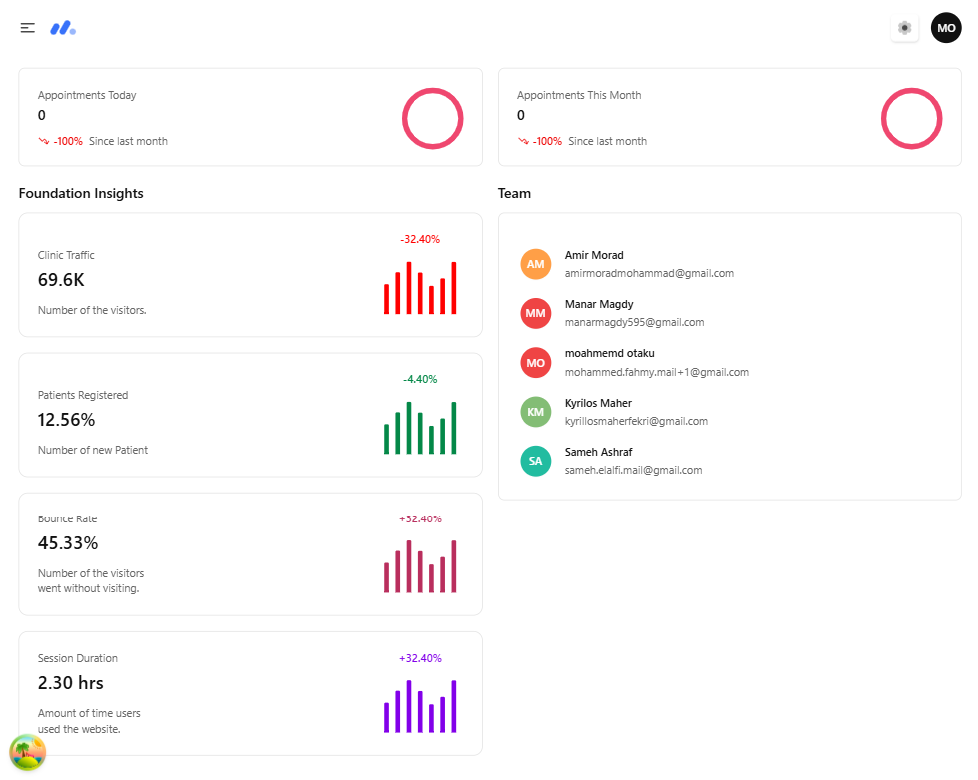 MO
Appointments Today
0
-100% Since last month
Appointments This Month
0
-100% Since last month
Foundation Insights
Clinic Traffic
69.6K
Number of the visitors.
-32.40%
Patients Registered
12.56%
Number of new Patient
-4.40%
Bounce Rate
45.33%
Number of the visitors
went without visiting.
+32.40%
Session Duration
2.30 hrs
Amount of time users
used the website.
+32.40%
Team
AM
Amir Morad
amirmoradmohammad@gmail.com
MM
Manar Magdy
manarmagdy595@gmail.com
MO
moahmemd otaku
mohammed.fahmy.mail+1@gmail.com
KM
Kyrilos Maher
kyrillosmaherfekri@gmail.com
SA
Sameh Ashraf
sameh.elalfi.mail@gmail.com